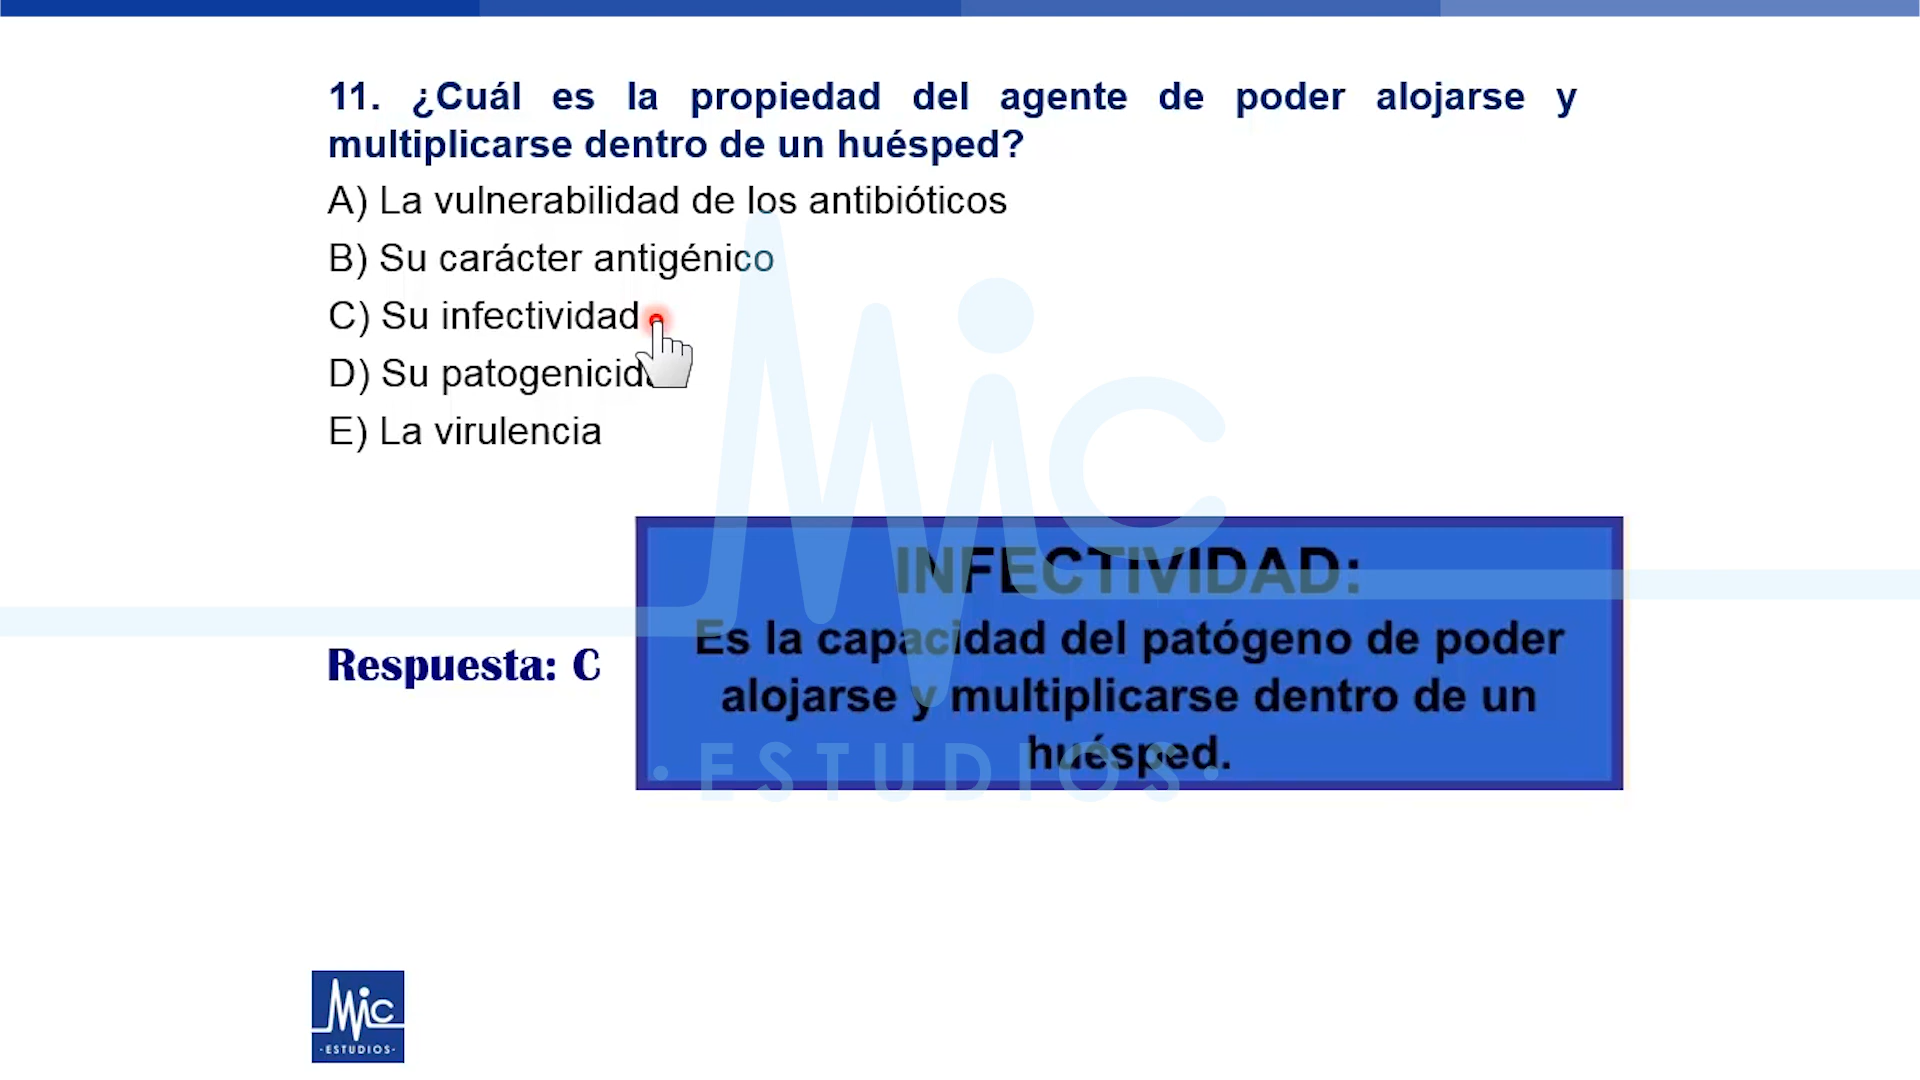 11. ¿Cuál es la propiedad del agente de poder alojarse y
multiplicarse dentro de un huésped?
A) La vulnerabilidad de los antibióticos
B) Su carácter antigénico
C) Su infectividad
D) Su
E) La virulencia
INFECTIVIDAD:
Es la capacidad del patógeno de poder
alojarse y multiplicarse dentro de un
huésped.
Respuesta: C
MiC
·ESTUDIOS·
MiC
·ESTUDIOS·